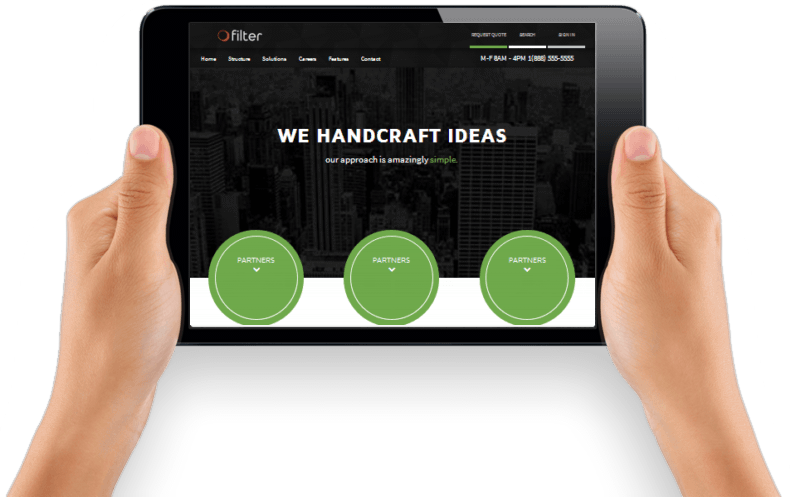 filter
REQUEST QUOTE SEARCH SIGN IN
Home Structure Solutions Careers Features Contact
M-F 8AM - 4PM 1(888) 555-5555
WE HANDCRAFT IDEAS
our approach is amazingly simple.
PARTNERS PARTNERS PARTNERS